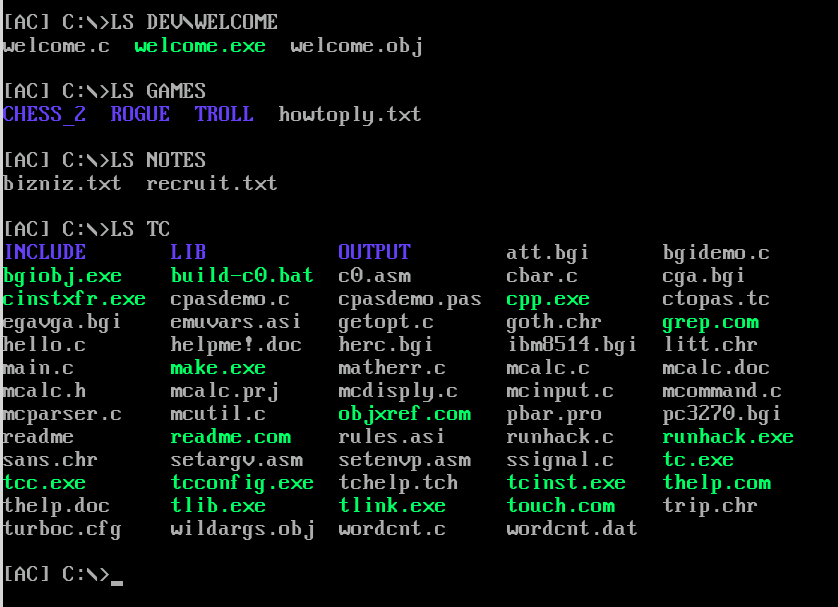 [AC] C:\>LS DEV\WELCOME
welcome.c  welcome.exe  welcome.obj
[AC] C:\>LS GAMES
CHESS_2  ROGUE  TROLL  howtoply.txt
[AC] C:\>LS NOTES
bizniz.txt  recruit.txt
[AC] C:\>LS TC
INCLUDE  LIB  OUTPUT  att.bgi  bgidemo.c
bgiobj.exe  build-c0.bat  c0.asm  cbar.c  cga.bgi
cinstxfr.exe  cpasdemo.c  cpasdemo.pas  cpp.exe  ctopas.tc
egavga.bgi  emuvars.asi  getopt.c  goth.chr  grep.com
hello.c  helpme!.doc  herc.bgi  ibm8514.bgi  litt.chr
main.c  make.exe  matherr.c  mcalc.c  mcalc.doc
mcalc.h  mcalc.prj  mcdisply.c  mcinput.c  mcommand.c
mcparser.c  mcutil.c  objxref.com  pbar.pro  pc3270.bgi
readme  readme.com  rules.asi  runhack.c  runhack.exe
sans.chr  setargv.asm  setenvp.asm  ssignal.c  tc.exe
tcc.exe  tcconfig.exe  tchelp.tch  tcinst.exe  thelp.com
thelp.doc  tlib.exe  tlink.exe  touch.com  trip.chr
turboc.cfg  wildargs.obj  wordcnt.c  wordcnt.dat
[AC] C:\>_